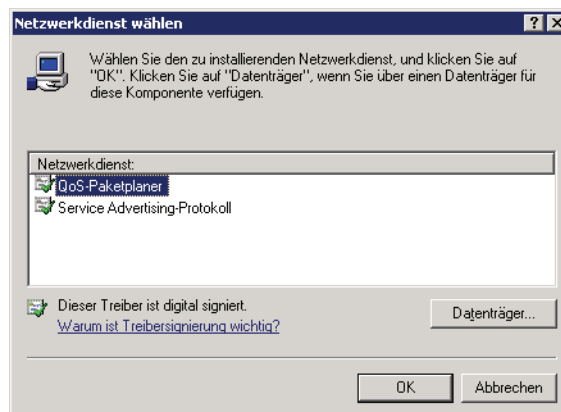 Netzwerkdienst wählen
Wählen Sie den zu installierenden Netzwerkdienst, und klicken Sie auf
"OK". Klicken Sie auf "Datenträger", wenn Sie über einen Datenträger für
diese Komponente verfügen.
Netzwerkdienst:
QoS-Paketplaner
Service Advertising-Protokoll
Dieser Treiber ist digital signiert.
Warum ist Treibersignierung wichtig?
Datenträger...
OK
Abbrechen